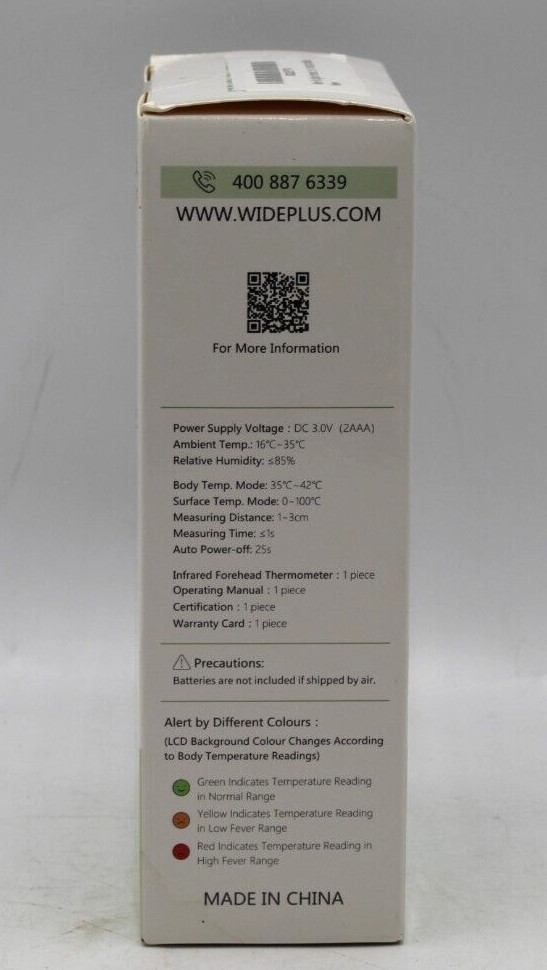 400 887 6339
WWW.WIDEPLUS.COM
For More Information
Power Supply Voltage : DC 3.0V (2AAA)
Ambient Temp.: 16℃~35℃
Relative Humidity: ≤85%
Body Temp. Mode: 35℃~42℃
Surface Temp. Mode: 0~100℃
Measuring Distance: 1~3cm
Measuring Time: ≤1s
Auto Power-off: 25s
Infrared Forehead Thermometer : 1 piece
Operating Manual : 1 piece
Certification : 1 piece
Warranty Card : 1 piece
Precautions:
Batteries are not included if shipped by air.
Alert by Different Colours :
(LCD Background Colour Changes According
to Body Temperature Readings)
Green Indicates Temperature Reading
in Normal Range
Yellow Indicates Temperature Reading
in Low Fever Range
Red Indicates Temperature Reading in
High Fever Range
MADE IN CHINA